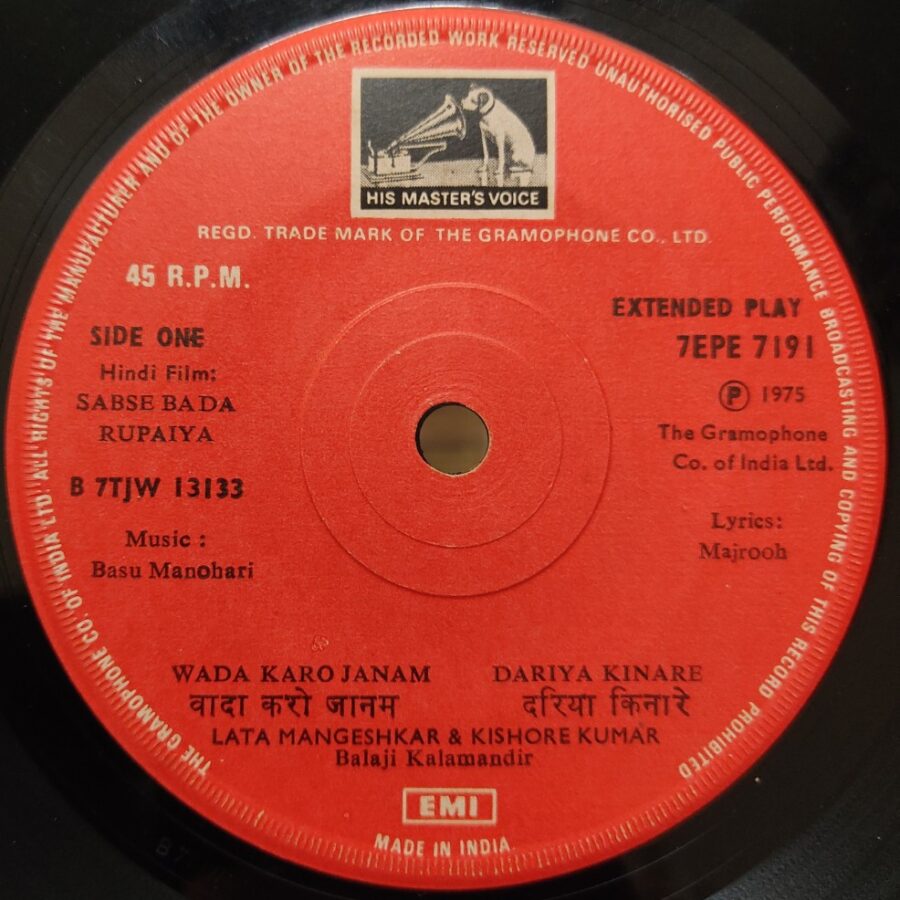 THE GRAMOPHONE CO. OF INDIA LTD. ALL RIGHTS OF THE MANUFACTURER AND OF THE OWNER OF THE RECORDED WORK RESERVED UNAUTHORISED PUBLIC PERFORMANCE BROADCASTING AND COPYING OF THIS RECORD PROHIBITED
HIS MASTER'S VOICE
REGD. TRADE MARK OF THE GRAMOPHONE CO., LTD.
45 R.P.M.
SIDE ONE
Hindi Film:
SABSE BADA
RUPAIYA
B 7TJW 13133
Music :
Basu Manohari
EXTENDED PLAY
7EPE 7191
Ⓟ 1975
The Gramophone
Co. of India Ltd.
Lyrics:
Majrooh
WADA KARO JANAM DARIYA KINARE
वादा करो जानम दरिया किनारे
LATA MANGESHKAR & KISHORE KUMAR
Balaji Kalamandir
EMI
MADE IN INDIA